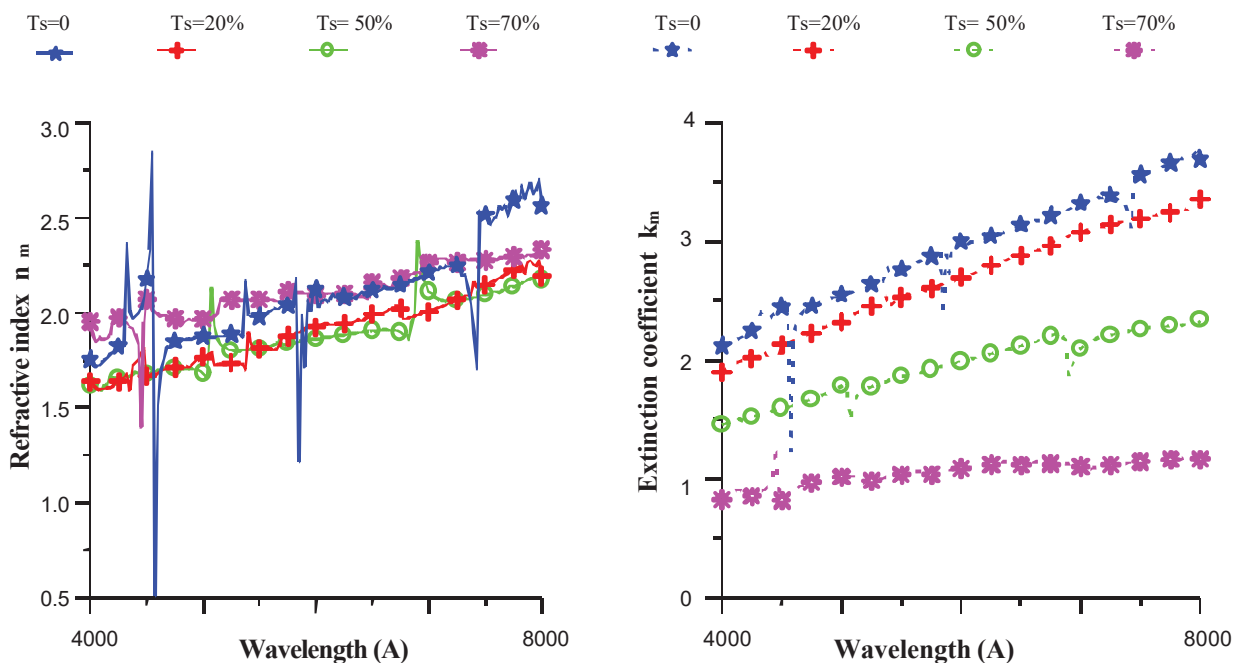 Ts=0 Ts=20% Ts= 50% Ts=70%
3.0
2.5
2.0
1.5
1.0
0.5
Refractive index n m
4000 8000
Wavelength (A)
Ts=0 Ts=20% Ts= 50% Ts=70%
4
3
2
1
0
Extinction coefficient km
4000 8000
Wavelength (A)